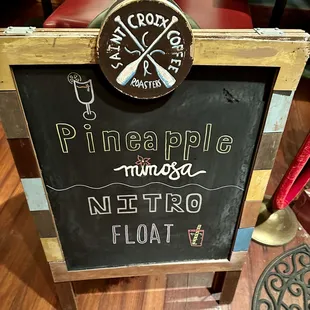 SAINT CROIX COFFEE
C R
ROASTERS
Pineapple
mimosa
NITRO
FLOAT